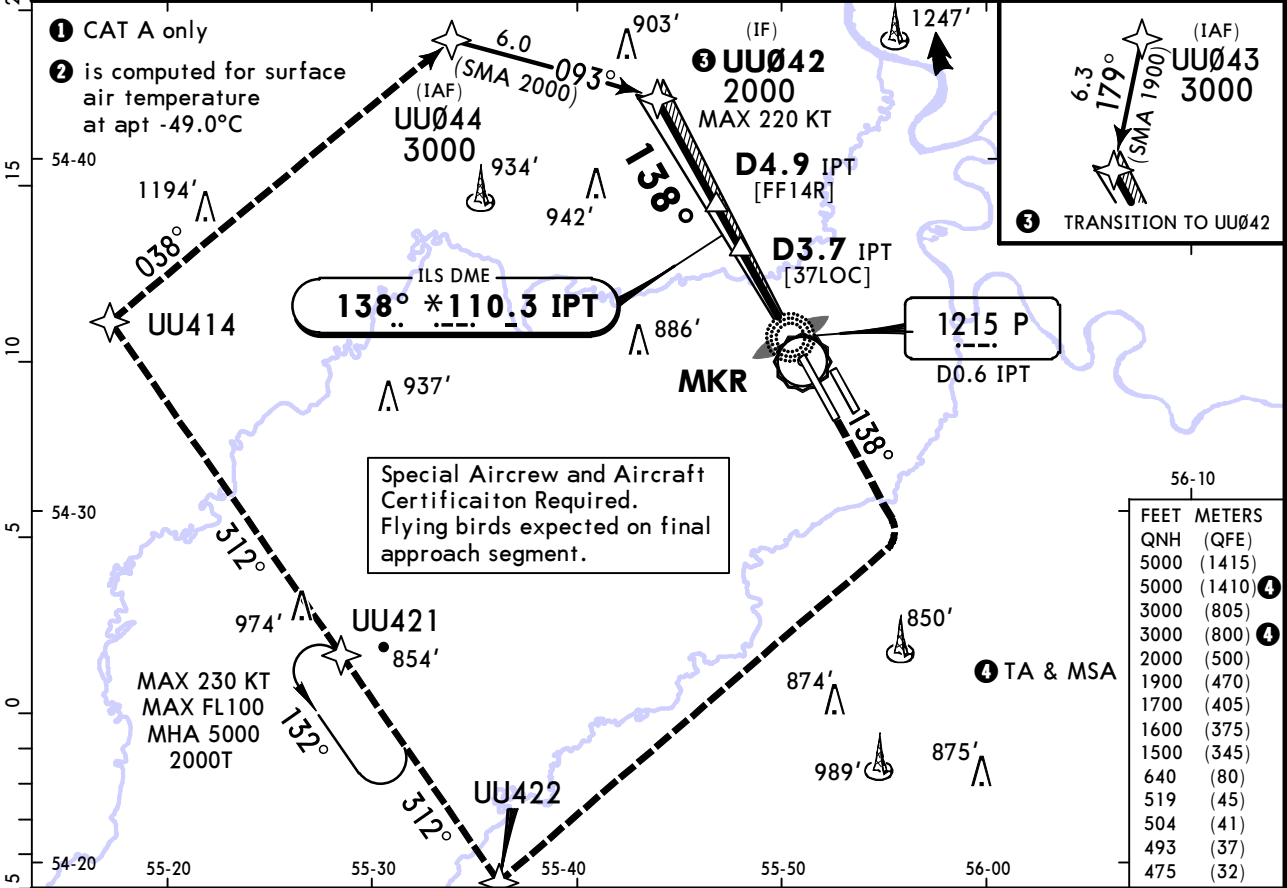 ❶ CAT A only
❷ is computed for surface
air temperature
at apt -49.0°C
6.0
(SMA 2000)
093°
903'
(IAF)
UUØ44
3000
(IF)
❸ UUØ42
2000
MAX 220 KT
1247'
(IAF)
UUØ43
3000
6.3
179°
(SMA 1900)
❸ TRANSITION TO UUØ42
54-40
1194'
934'
942'
138°
D4.9 IPT
[FF14R]
D3.7 IPT
[37LOC]
038°
UU414
ILS DME
138° *110.3 IPT
886'
937'
MKR
1215 P
D0.6 IPT
138°
Special Aircrew and Aircraft
Certificaiton Required.
Flying birds expected on final
approach segment.
54-30
312°
974'
UU421
854'
MAX 230 KT
MAX FL100
MHA 5000
2000T
132°
312°
UU422
850'
874'
989'
875'
❹ TA & MSA
56-10
FEET METERS
QNH (QFE)
5000 (1415)
5000 (1410) ❹
3000 (805)
3000 (800) ❹
2000 (500)
1900 (470)
1700 (405)
1600 (375)
1500 (345)
640 (80)
519 (45)
504 (41)
493 (37)
475 (32)
54-20
55-20
55-30
55-40
55-50
56-00
15
10
5
0
5